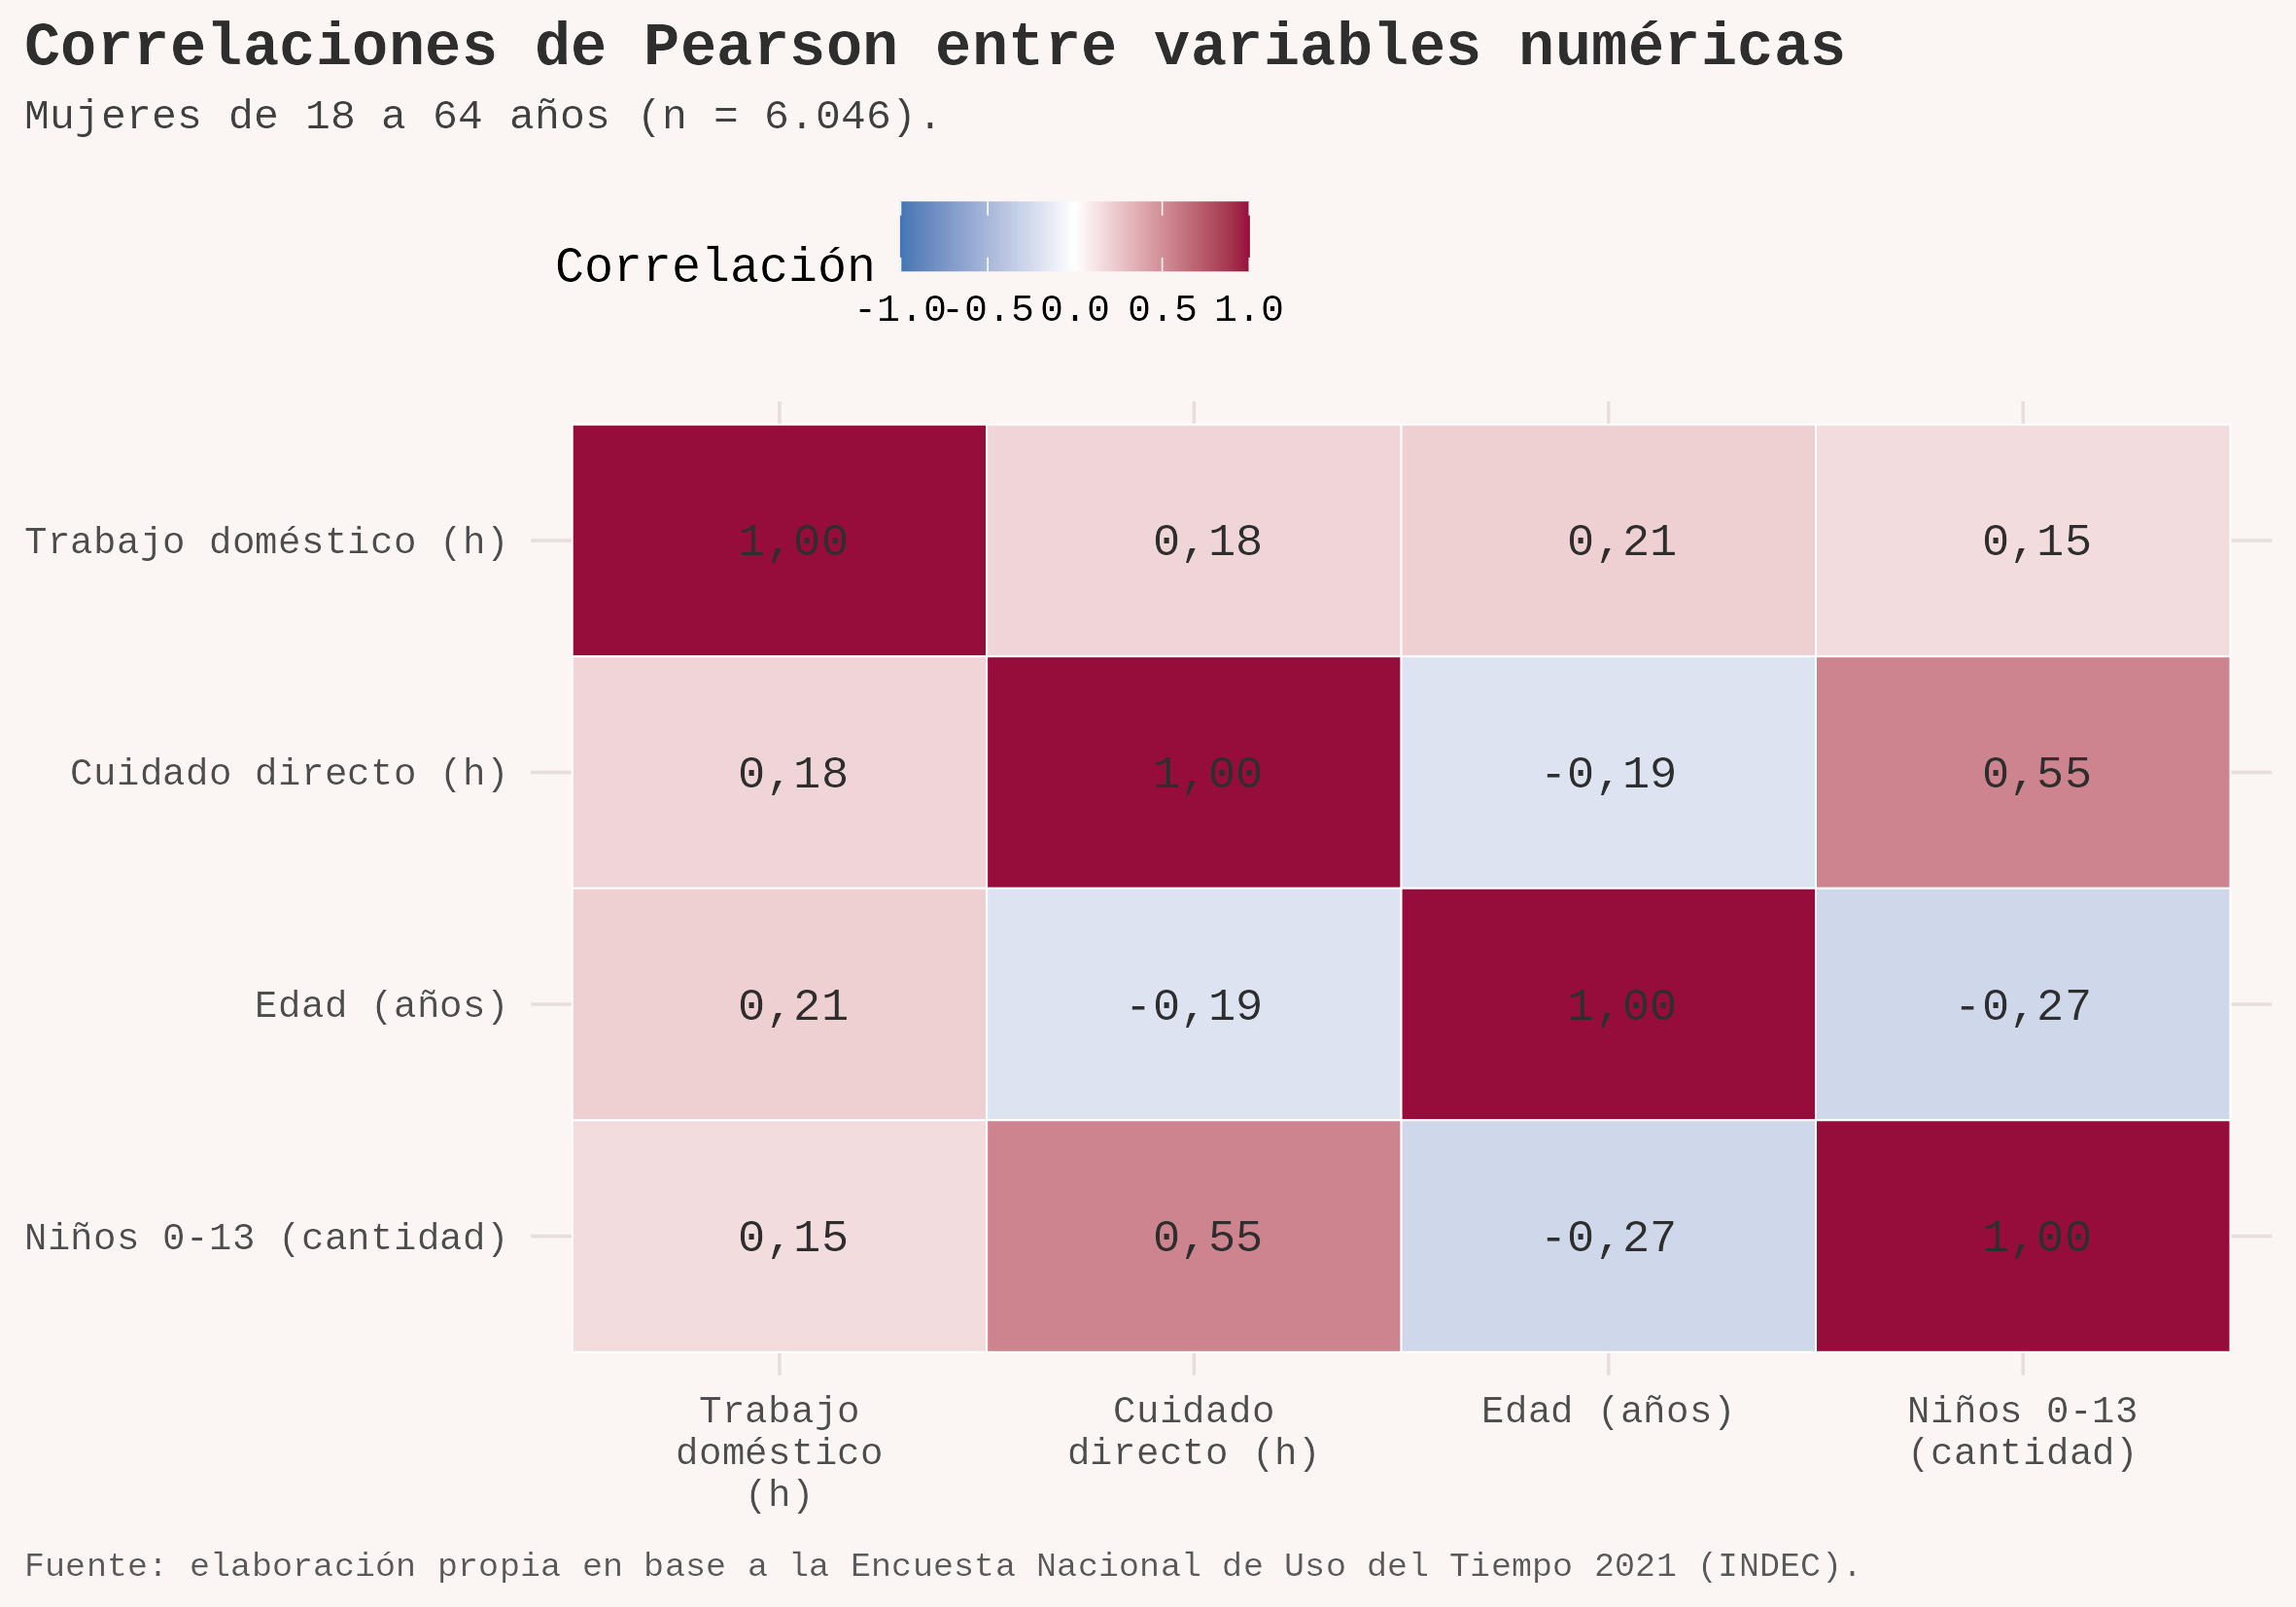 Correlaciones de Pearson entre variables numéricas
Mujeres de 18 a 64 años (n = 6.046).
Correlación
-1.0 -0.5 0.0 0.5 1.0
Trabajo doméstico (h) 1,00 0,18 0,21 0,15
Cuidado directo (h) 0,18 1,00 -0,19 0,55
Edad (años) 0,21 -0,19 1,00 -0,27
Niños 0-13 (cantidad) 0,15 0,55 -0,27 1,00
Trabajo Cuidado Edad (años) Niños 0-13
doméstico directo (h) (cantidad)
(h)
Fuente: elaboración propia en base a la Encuesta Nacional de Uso del Tiempo 2021 (INDEC).